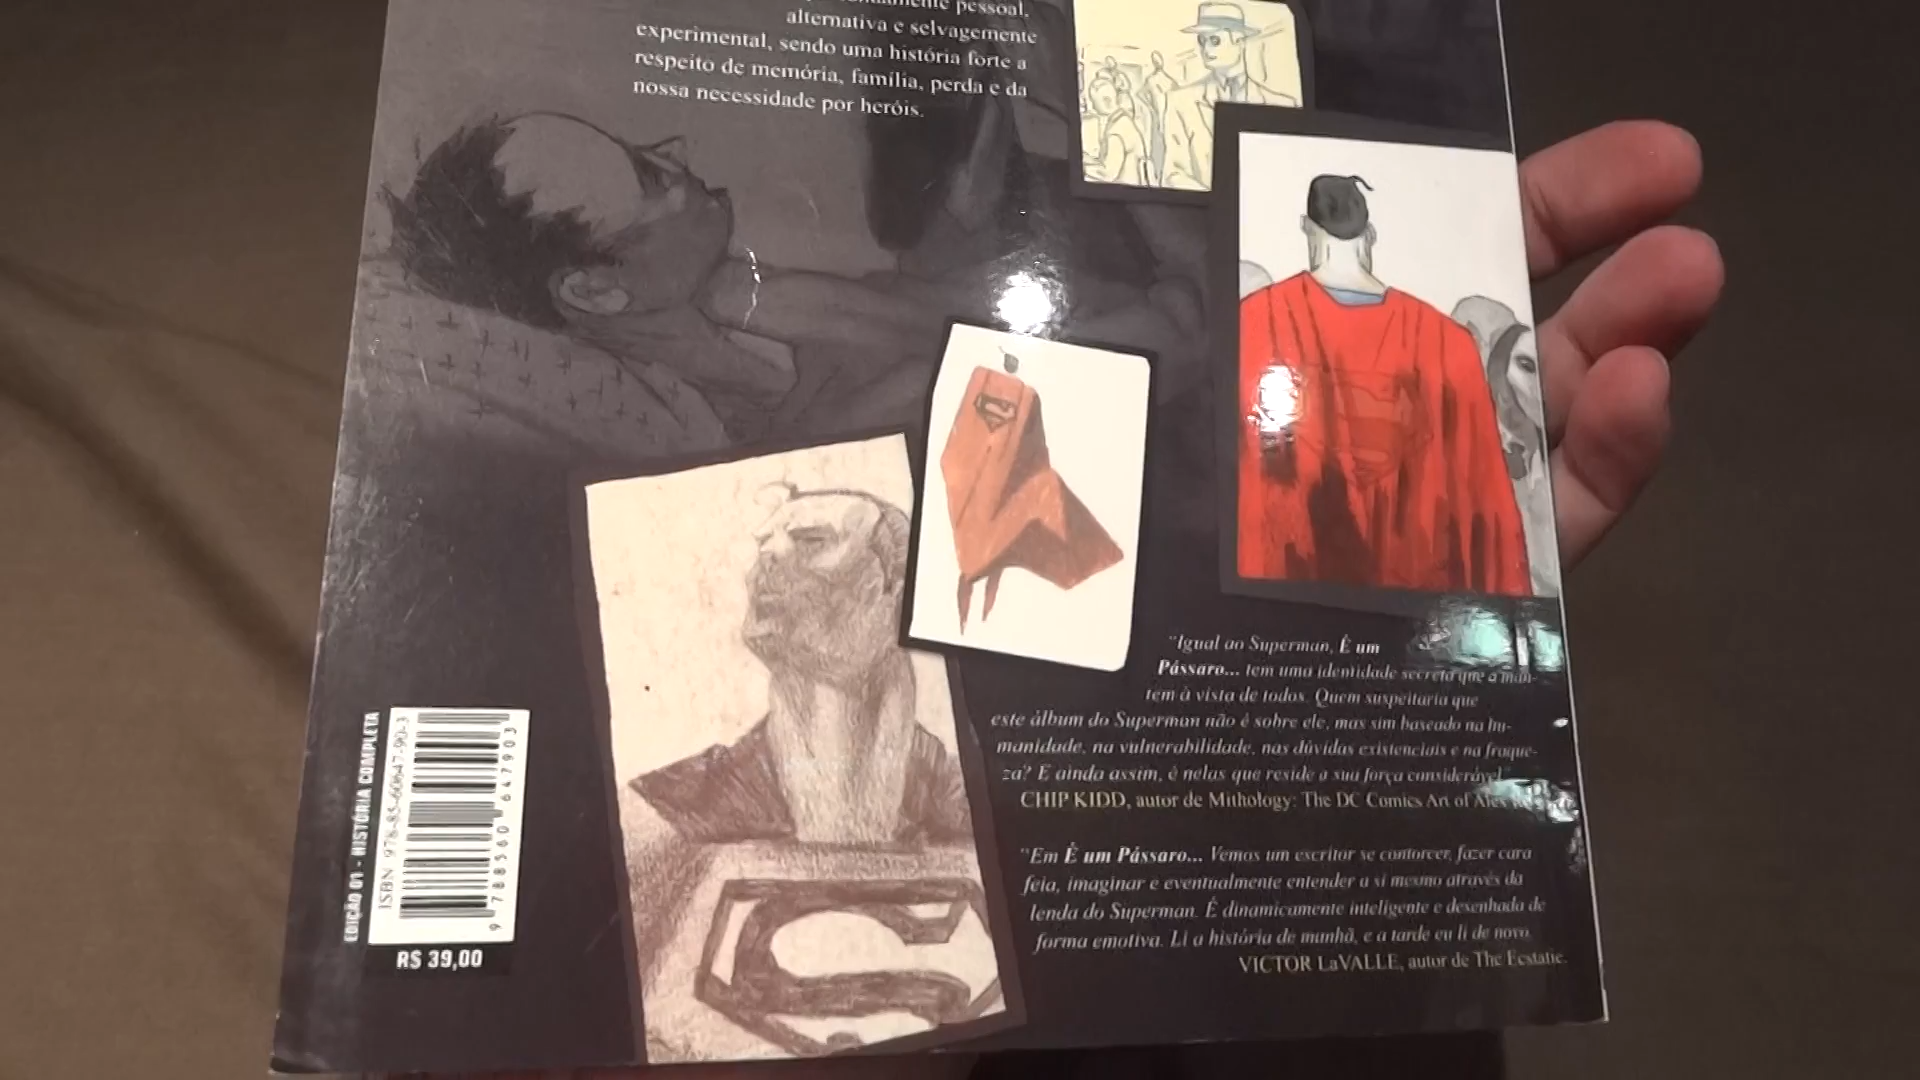 pessoal,
alternativa e selvagemente
experimental, sendo uma história forte a
respeito de memória, família, perda e da
nossa necessidade por heróis.
"Igual ao Superman, É um
Pássaro... tem uma identidade secreta que a man-
tém à vista de todos. Quem suspeitaria que
este álbum do Superman não é sobre ele, mas sim baseado na hu-
manidade, na vulnerabilidade, nas dúvidas existenciais e na fraque-
za? E ainda assim, é nelas que reside a sua força considerável"
CHIP KIDD, autor de Mithology: The DC Comics Art of
"Em É um Pássaro... Vemos um escritor se contorcer, fazer cara
feia, imaginar e eventualmente entender a si mesmo através da
lenda do Superman. É dinamicamente inteligente e desenhada de
forma emotiva. Li a história de manhã, e a tarde eu li de novo.
VICTOR LaVALLE, autor de The Ecstatic.
EDIÇÃO 01 - HISTÓRIA COMPLETA
ISBN 978-85-60647-90-3
9 788560 647903
R$ 39,00